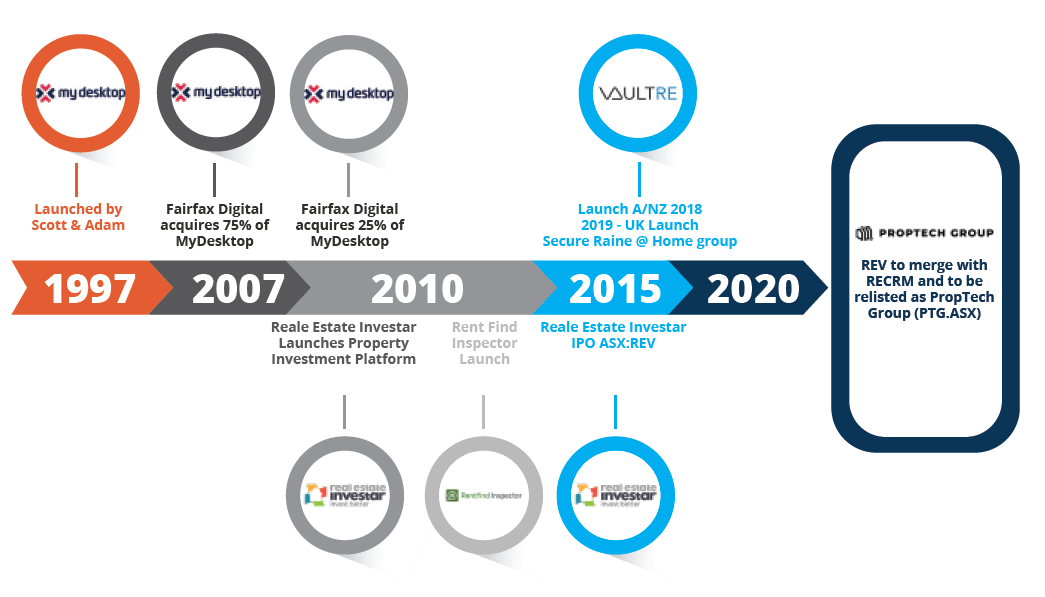 my desktop
my desktop
my desktop
VAULTRE
Launched by
Scott & Adam
Fairfax Digital
acquires 75% of
MyDesktop
Fairfax Digital
acquires 25% of
MyDesktop
Launch A/NZ 2018
2019 - UK Launch
Secure Raine @ Home group
1997
2007
2010
2015
2020
PROPTECH GROUP
REV to merge with
RECRM and to be
relisted as PropTech
Group (PTG.ASX)
Reale Estate Investar
Launches Property
Investment Platform
Rent Find
Inspector
Launch
Reale Estate Investar
IPO ASX:REV
real estate
investar
invest better
Rentfind Inspector
real estate
investar
invest better